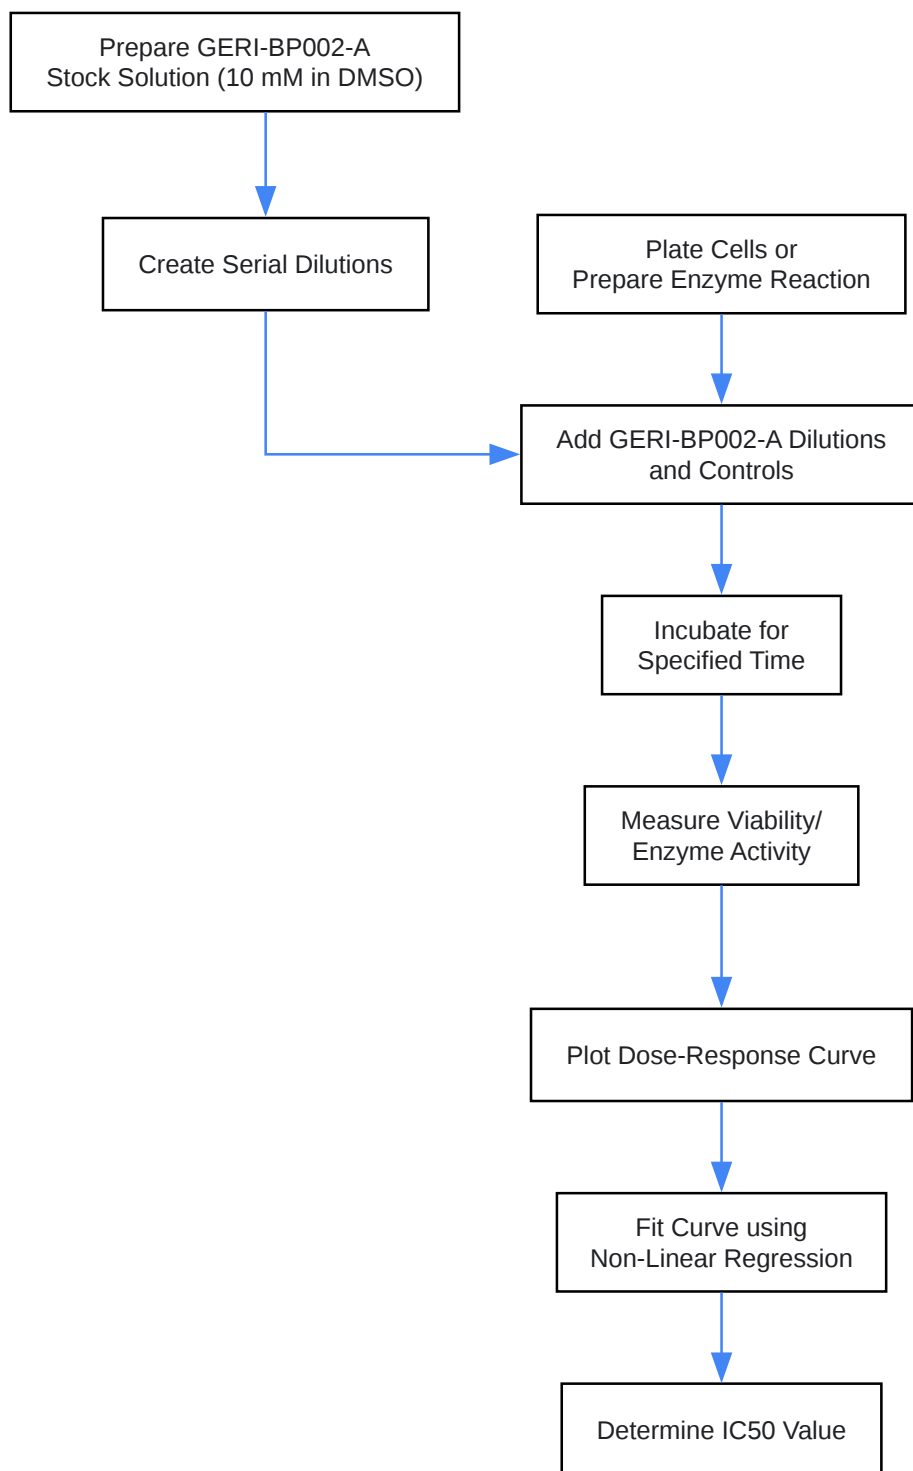 Prepare GERI-BP002-A
Stock Solution (10 mM in DMSO)
Create Serial Dilutions
Plate Cells or
Prepare Enzyme Reaction
Add GERI-BP002-A Dilutions
and Controls
Incubate for
Specified Time
Measure Viability/
Enzyme Activity
Plot Dose-Response Curve
Fit Curve using
Non-Linear Regression
Determine IC50 Value